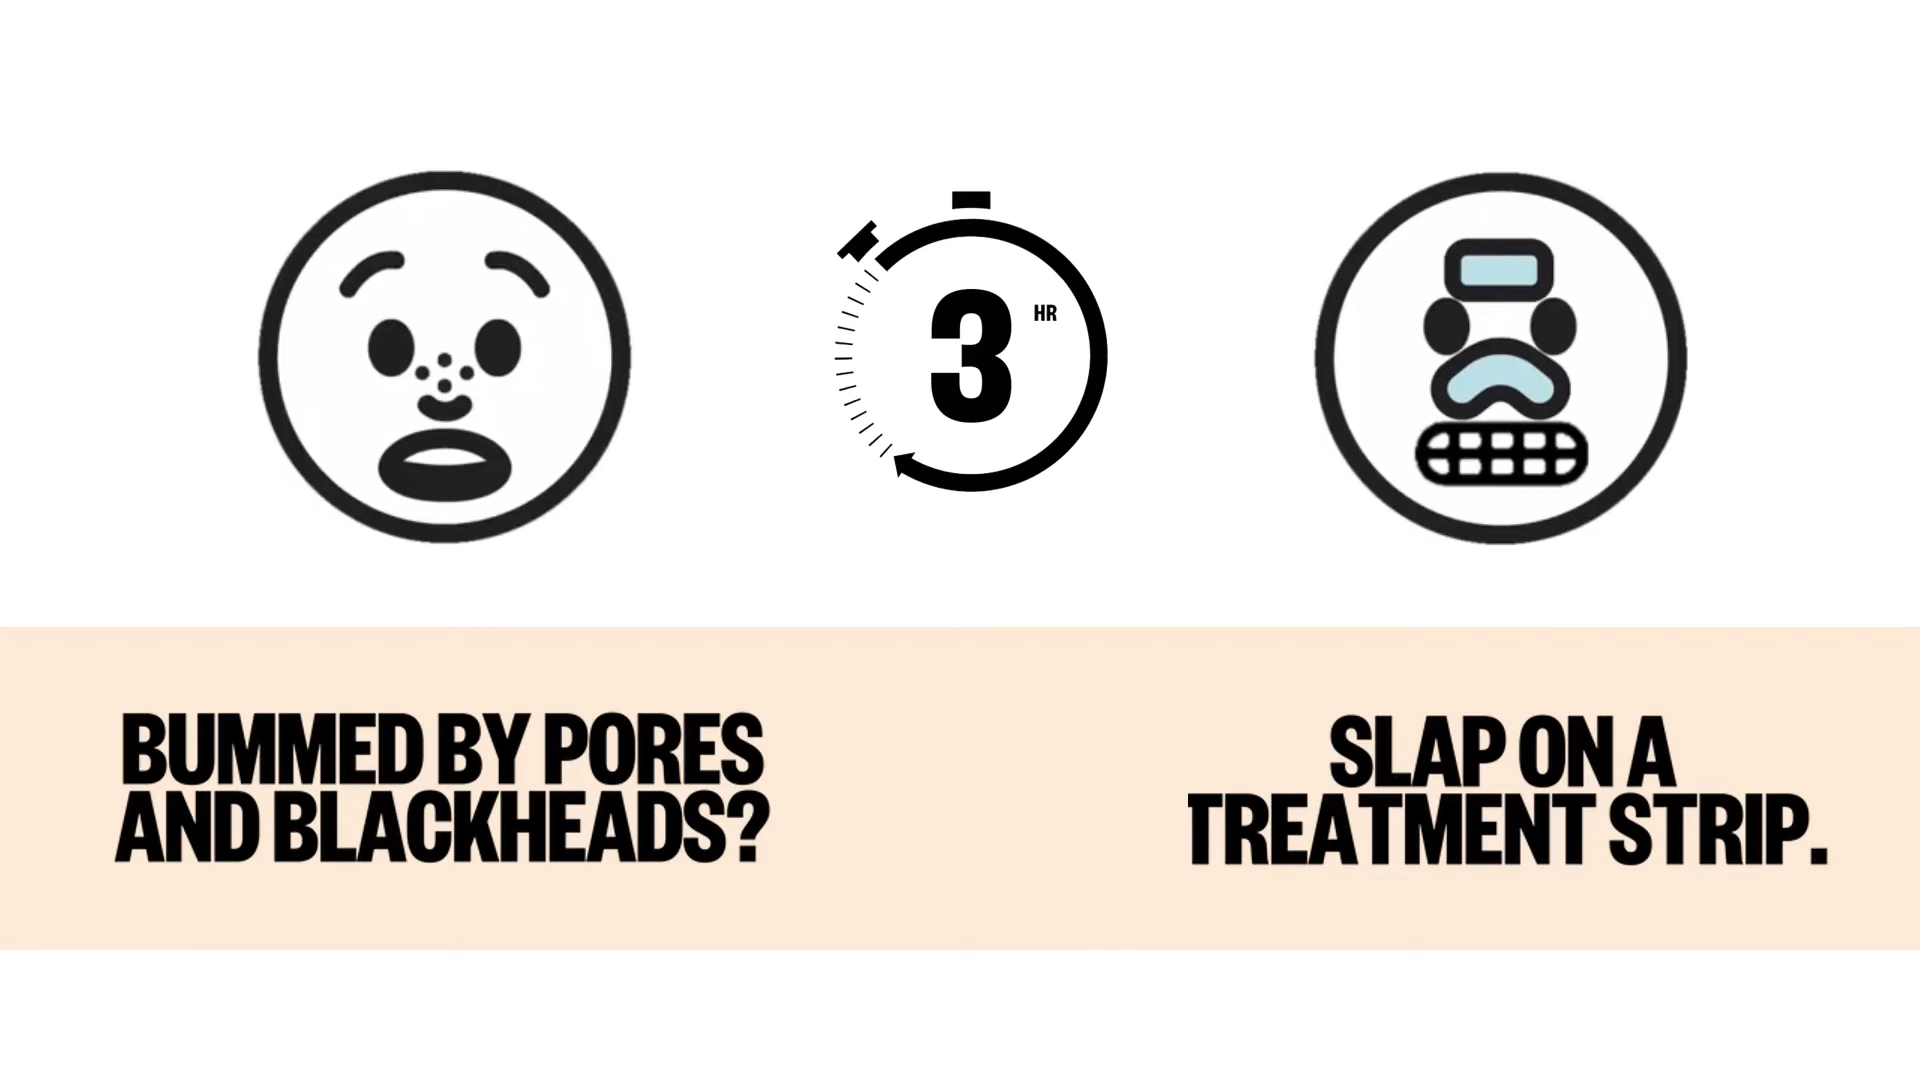 3 HR
BUMMED BY PORES
AND BLACKHEADS?
SLAP ON A
TREATMENT STRIP.